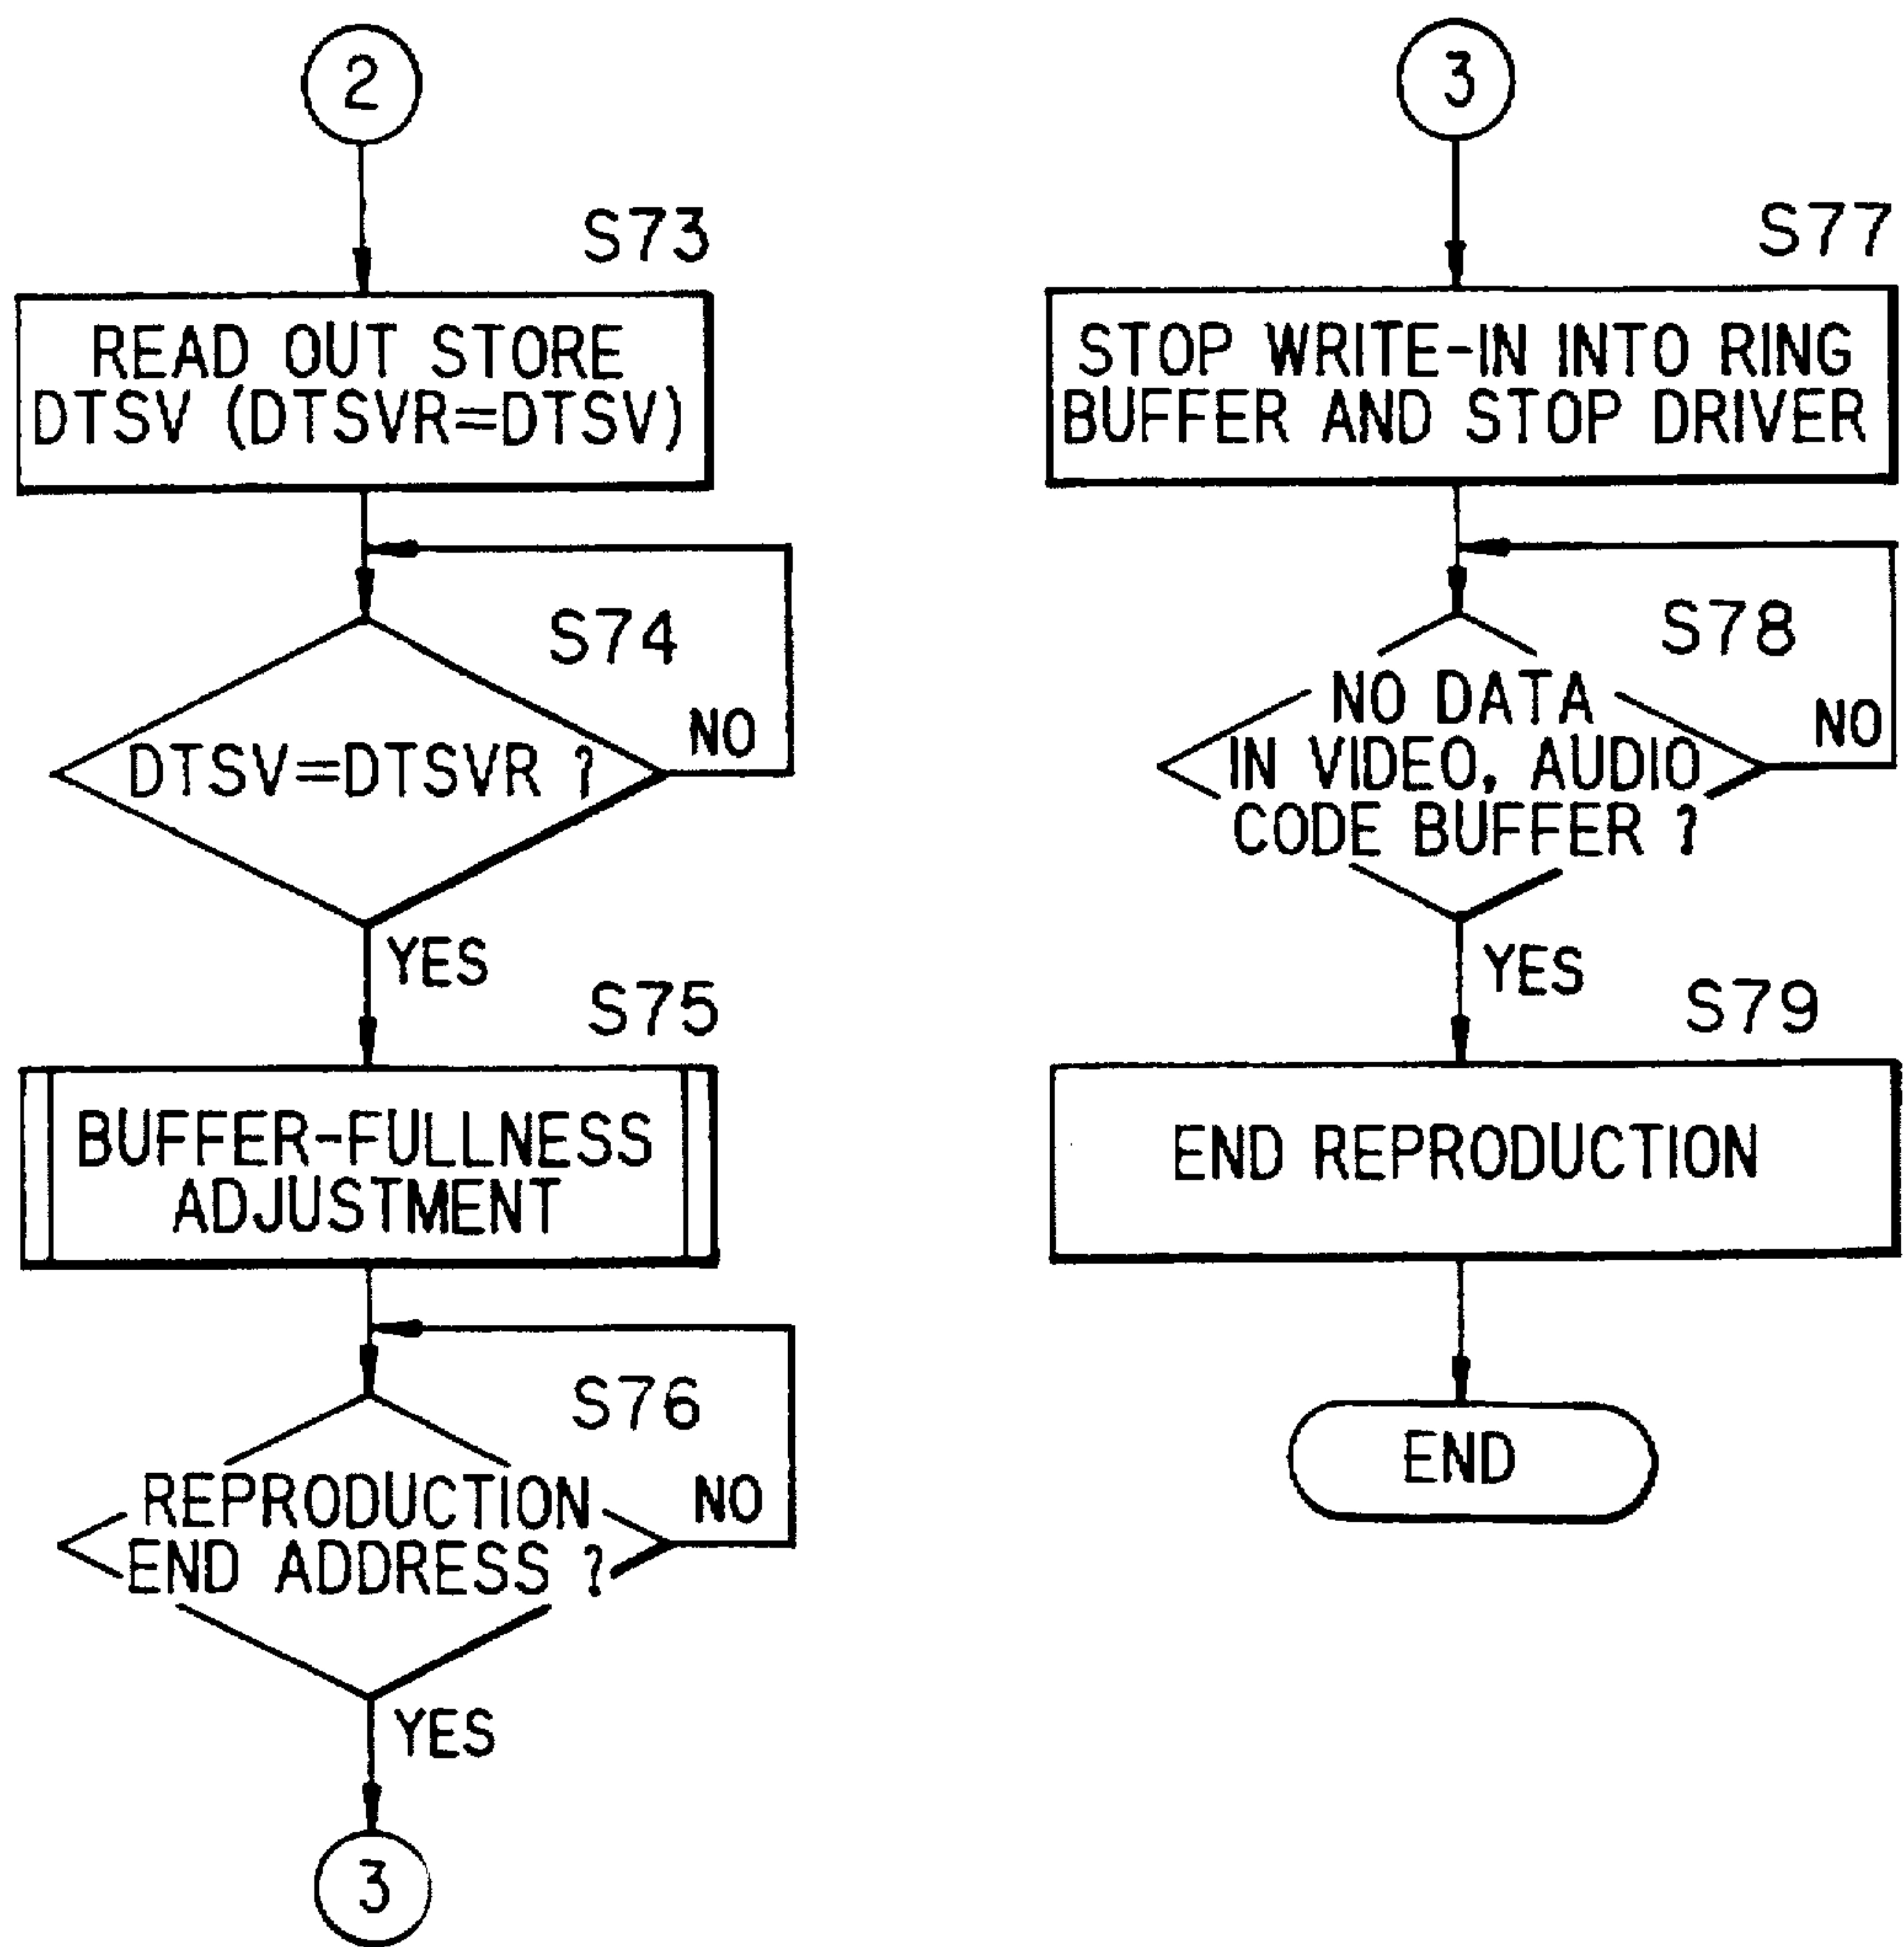 2
S73
READ OUT STORE
DTSV (DTSVR=DTSV)
S74
DTSV=DTSVR ?
NO
YES
S75
BUFFER-FULLNESS
ADJUSTMENT
S76
REPRODUCTION
END ADDRESS ?
NO
YES
3
3
S77
STOP WRITE-IN INTO RING
BUFFER AND STOP DRIVER
S78
NO DATA
IN VIDEO, AUDIO
CODE BUFFER ?
NO
YES
S79
END REPRODUCTION
END